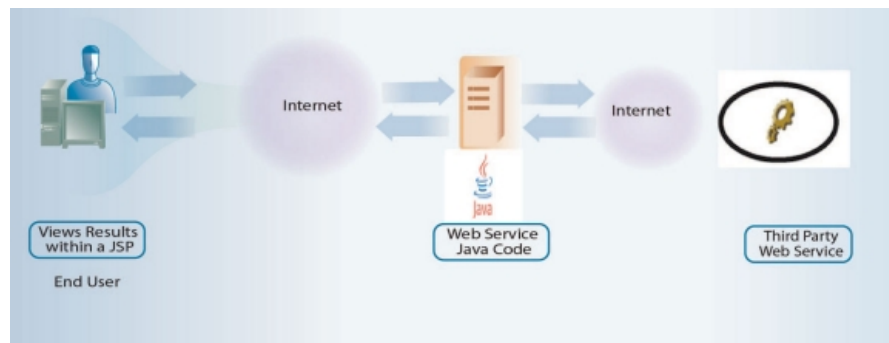 Internet
Internet
Java
Views Results
within a JSP
End User
Web Service
Java Code
Third Party
Web Service